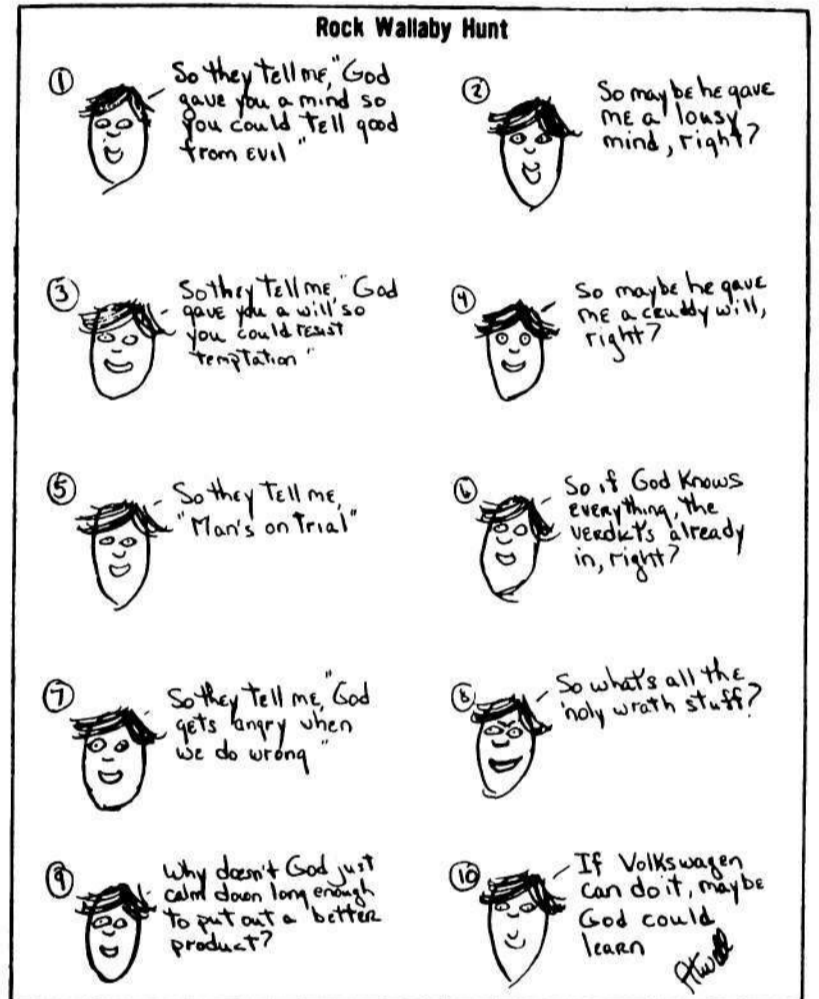 Rock Wallaby Hunt
1
So they tell me, "God
gave you a mind so
you could tell good
from evil"
2
So maybe he gave
me a lousy
mind, right?
3
So they tell me, "God
gave you a will so
you could resist
temptation"
4
So maybe he gave
me a cruddy will,
right?
5
So they tell me,
"Man's on trial"
6
So if God knows
everything, the
verdict's already
in, right?
7
So they tell me, "God
gets angry when
we do wrong"
8
So what's all the
holy wrath stuff?
9
Why doesn't God just
calm down long enough
to put out a better
product?
10
If Volkswagen
can do it, maybe
God could
learn
Atwell